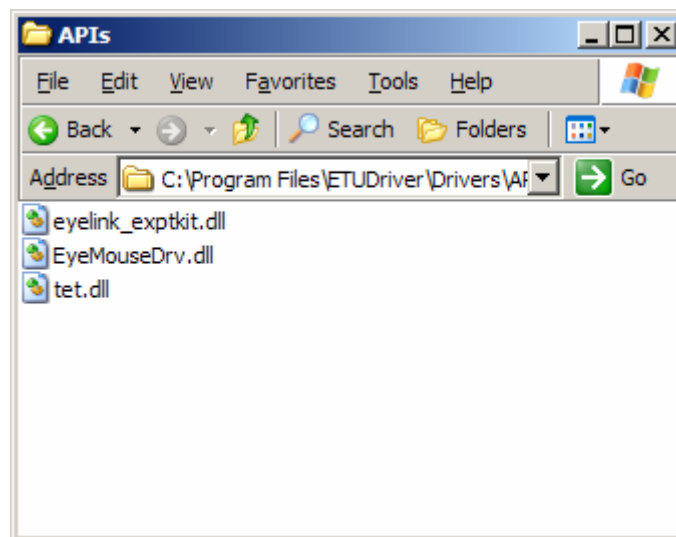 APIs
File Edit View Favorites Tools Help
Back Search Folders
Address C:\Program Files\ETUDriver\Drivers\AP Go
eyelink_exptkit.dll
EyeMouseDrv.dll
tet.dll